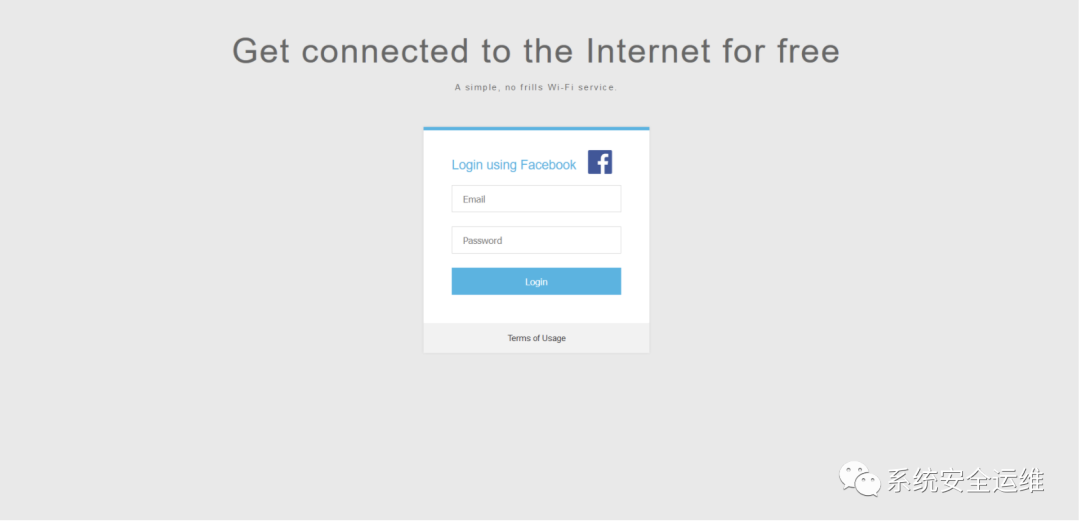 Get connected to the Internet for free
A simple, no frills Wi-Fi service.
Login using Facebook
Email
Password
Login
Terms of Usage
系统安全运维